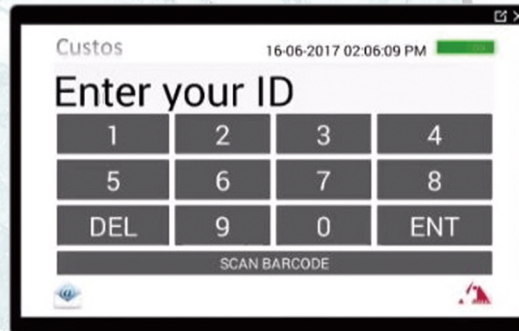 Custos 16-06-2017 02:06:09 PM
Enter your ID
1 2 3 4
5 6 7 8
DEL 9 0 ENT
SCAN BARCODE
@